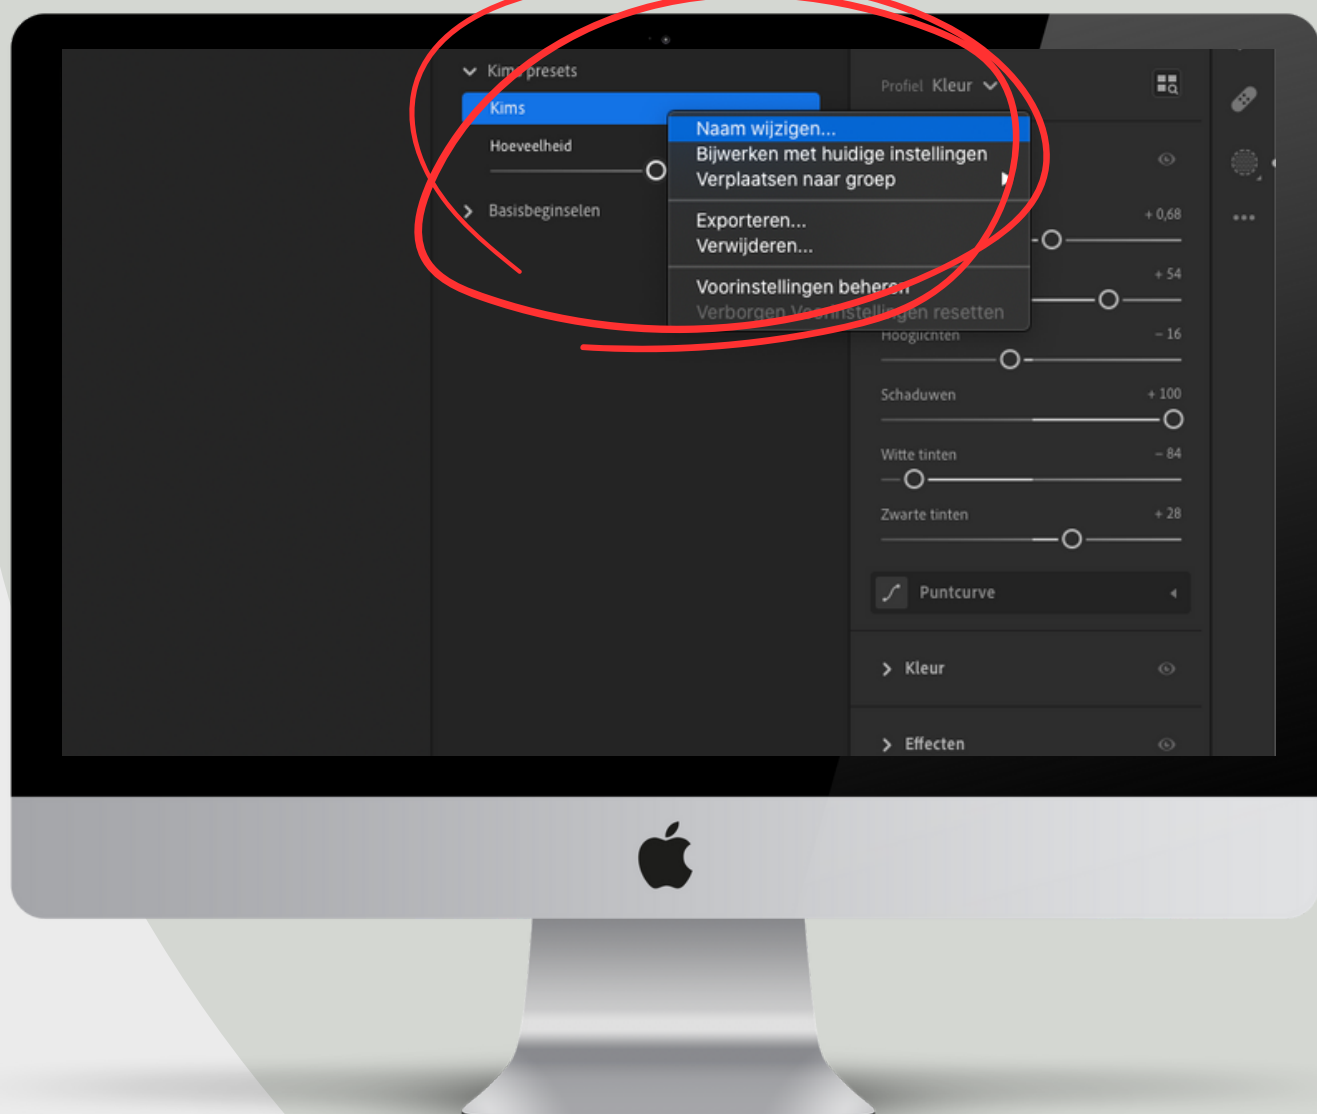 Kims presets
Kims
Hoeveelheid
Basisbeginselen
Naam wijzigen...
Bijwerken met huidige instellingen
Verplaatsen naar groep
Exporteren...
Verwijderen...
Voorinstellingen beheren
Verborgen Voorinstellingen resetten
Profiel Kleur
+ 0,68
+ 54
Hooglichten - 16
Schaduwen + 100
Witte tinten - 84
Zwarte tinten + 28
Puntcurve
Kleur
Effecten